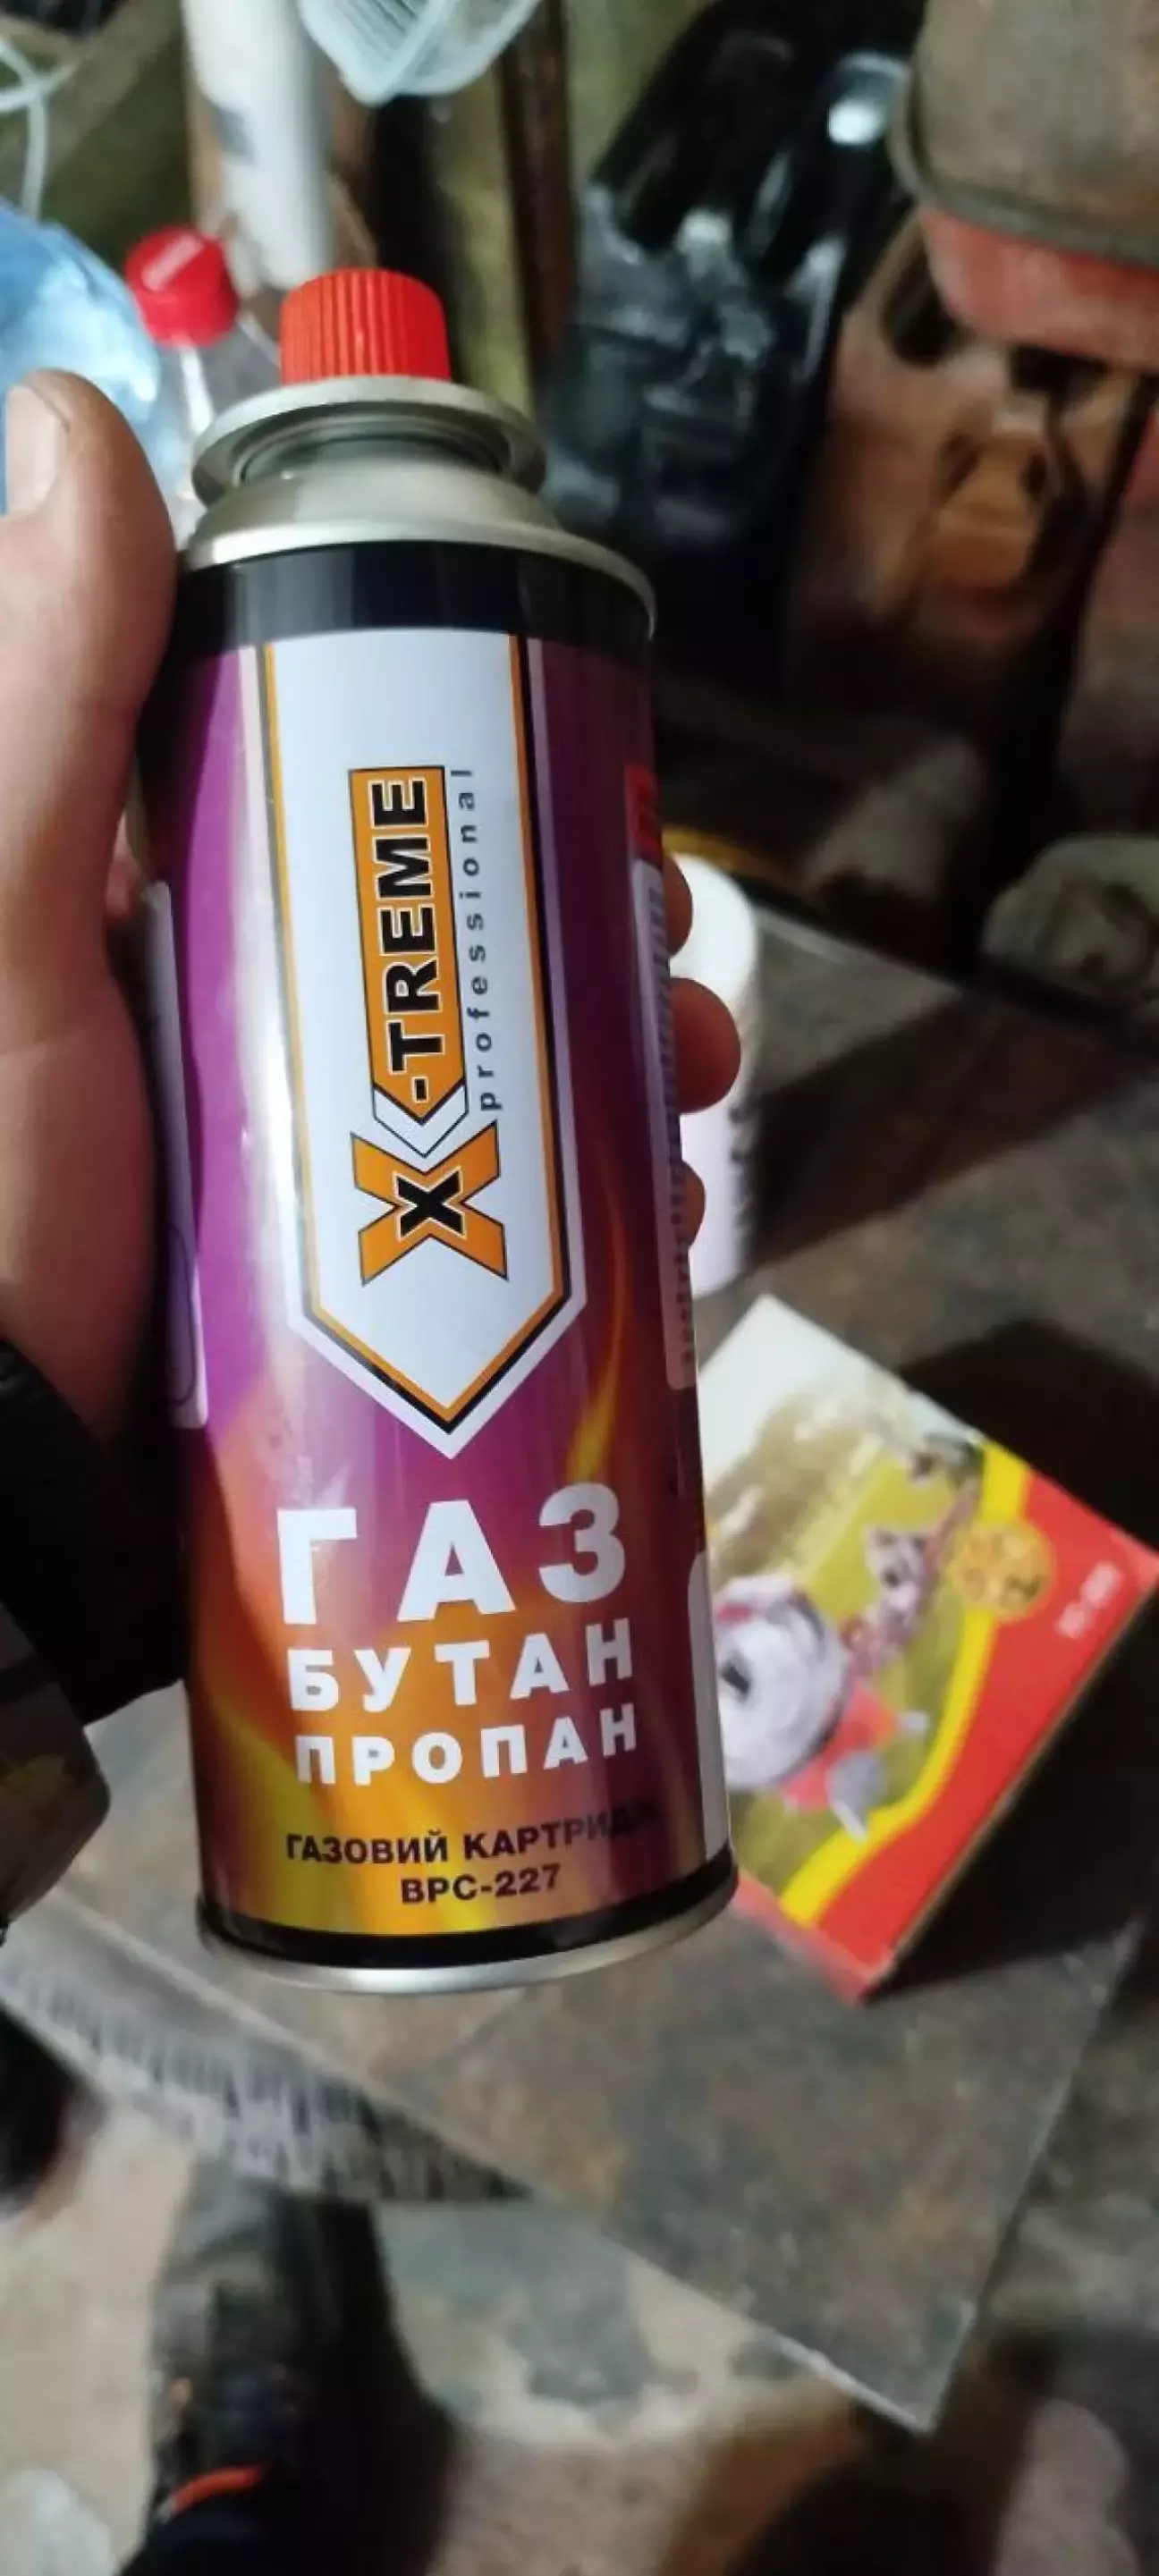 X-TREME
professional
X
ГАЗ
БУТАН
ПРОПАН
ГАЗОВИЙ КАРТРИДЖ
BPC-227